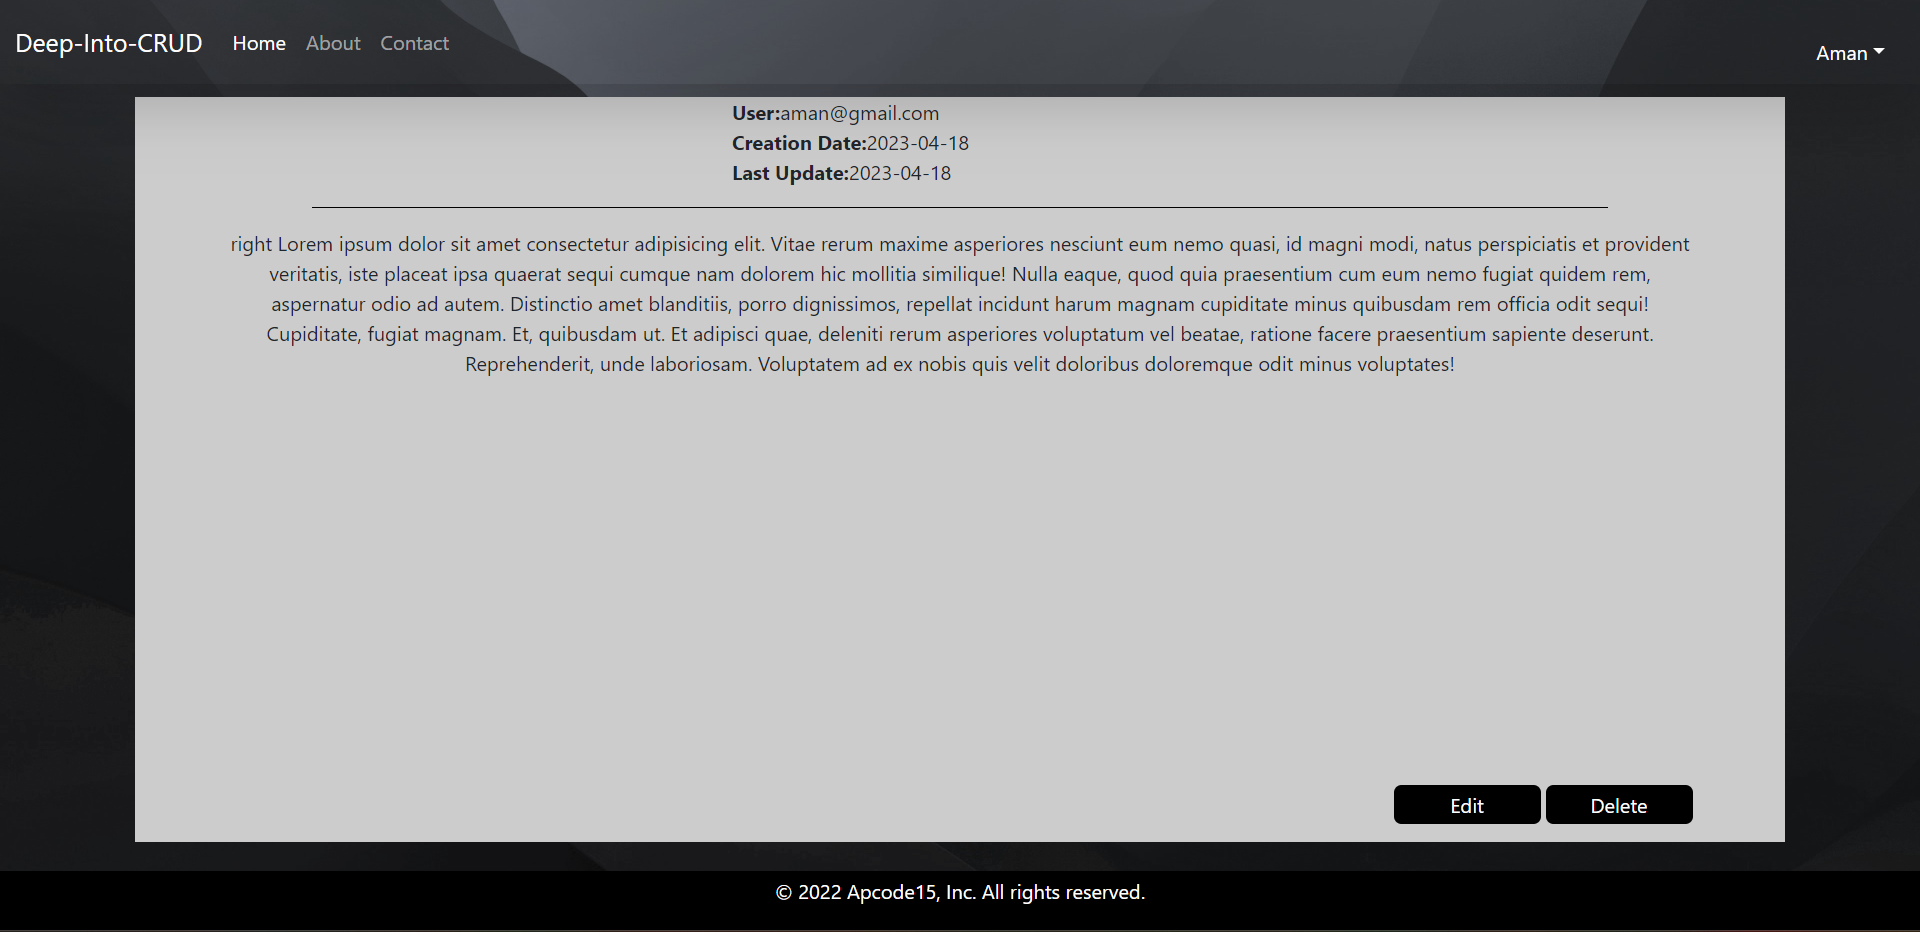 Deep-Into-CRUD Home About Contact
Aman
User:aman@gmail.com
Creation Date:2023-04-18
Last Update:2023-04-18
right Lorem ipsum dolor sit amet consectetur adipisicing elit. Vitae rerum maxime asperiores nesciunt eum nemo quasi, id magni modi, natus perspiciatis et provident
veritatis, iste placeat ipsa quaerat sequi cumque nam dolorem hic mollitia similique! Nulla eaque, quod quia praesentium cum eum nemo fugiat quidem rem,
aspernatur odio ad autem. Distinctio amet blanditiis, porro dignissimos, repellat incidunt harum magnam cupiditate minus quibusdam rem officia odit sequi!
Cupiditate, fugiat magnam. Et, quibusdam ut. Et adipisci quae, deleniti rerum asperiores voluptatum vel beatae, ratione facere praesentium sapiente deserunt.
Reprehenderit, unde laboriosam. Voluptatem ad ex nobis quis velit doloribus doloremque odit minus voluptates!
Edit Delete
© 2022 Apcode15, Inc. All rights reserved.